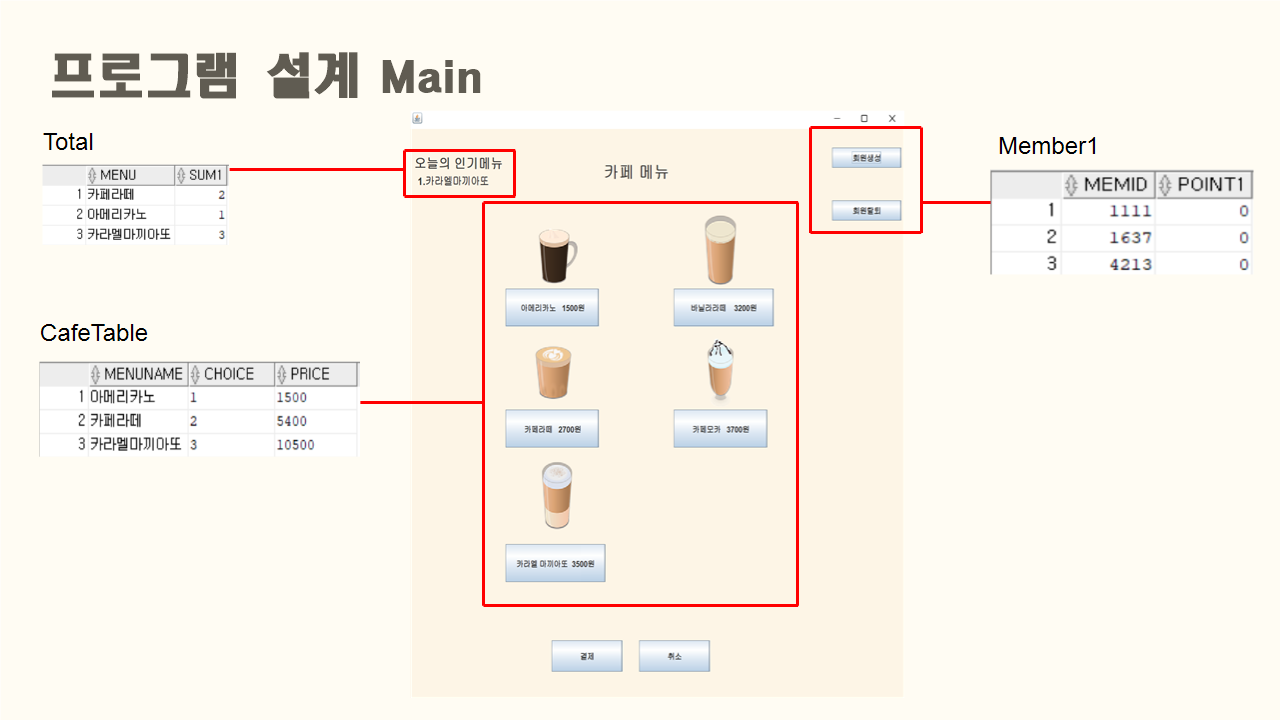 프로그램 설계 Main
Total
MENU SUM1
1 카페라떼 2
2 아메리카노 1
3 카라멜마끼아또 3
CafeTable
MENUNAME CHOICE PRICE
1 아메리카노 1 1500
2 카페라떼 2 5400
3 카라멜마끼아또 3 10500
오늘의 인기메뉴
1.카라멜마끼아또
카페 메뉴
회원생성
회원탈퇴
아메리카노 1500원
바닐라라떼 3200원
카페라떼 2700원
카페모카 3700원
카라멜 마끼아또 3500원
결제
취소
Member1
MEMID POINT1
1 1111 0
2 1637 0
3 4213 0